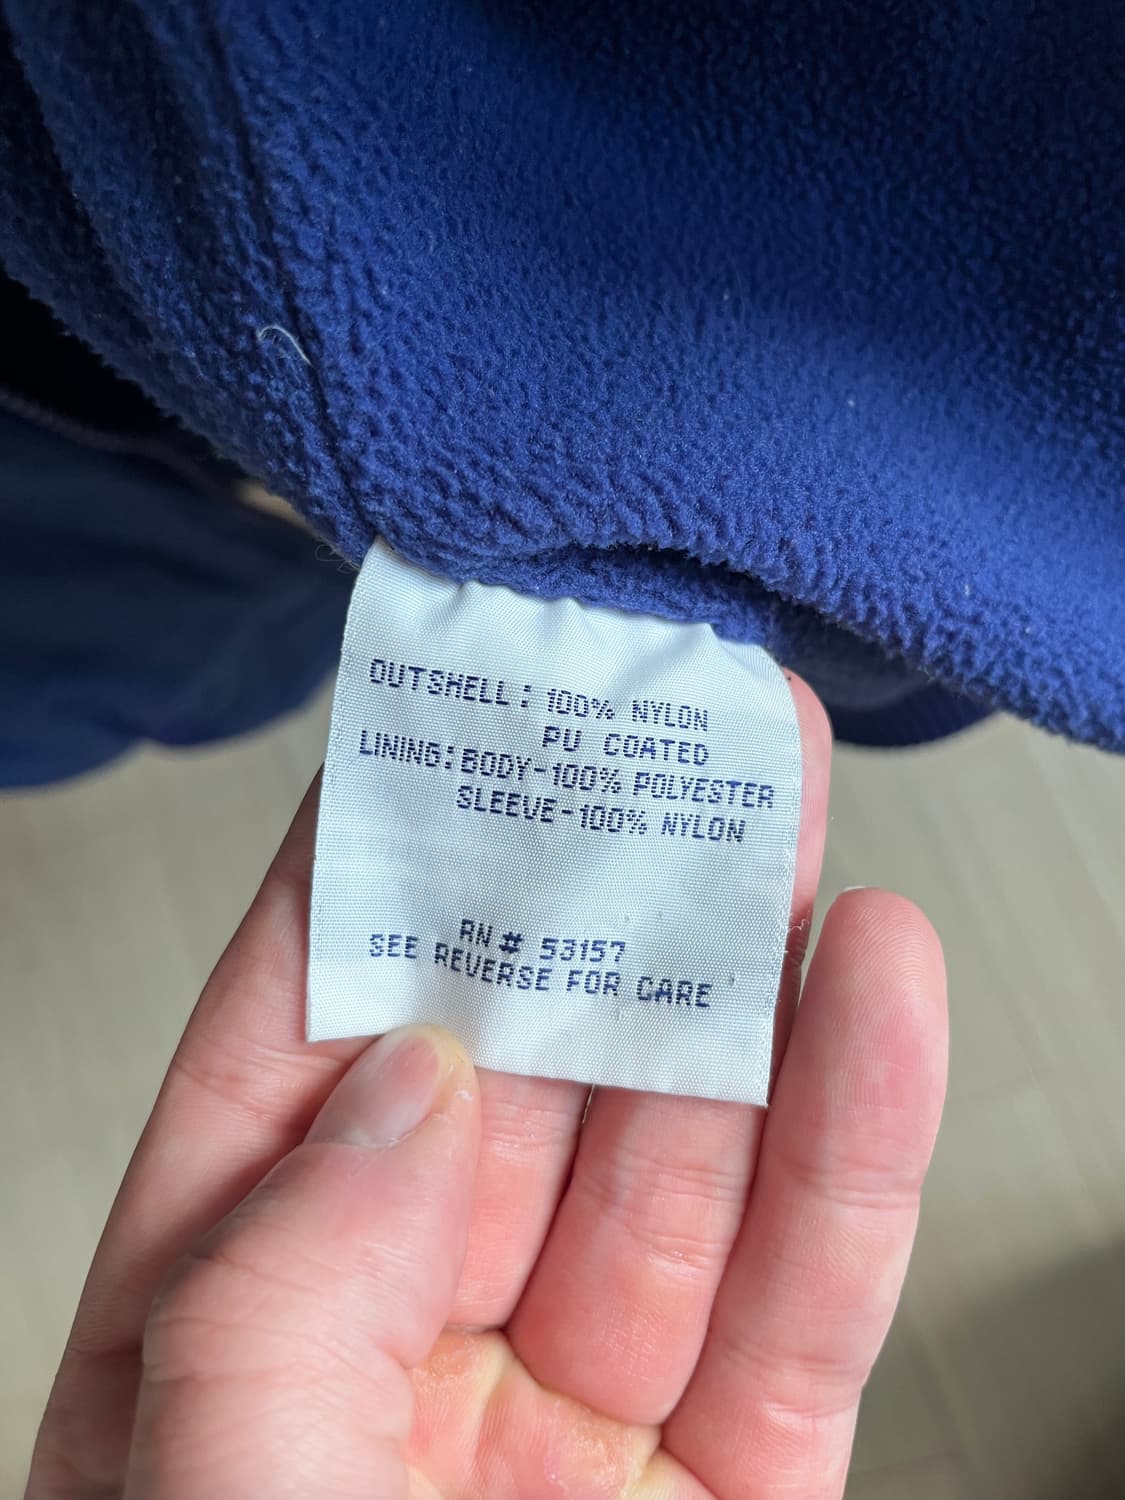 OUTSHELL: 100% NYLON
PU COATED
LINING: BODY-100% POLYESTER
SLEEVE-100% NYLON
RN # 53157
SEE REVERSE FOR CARE